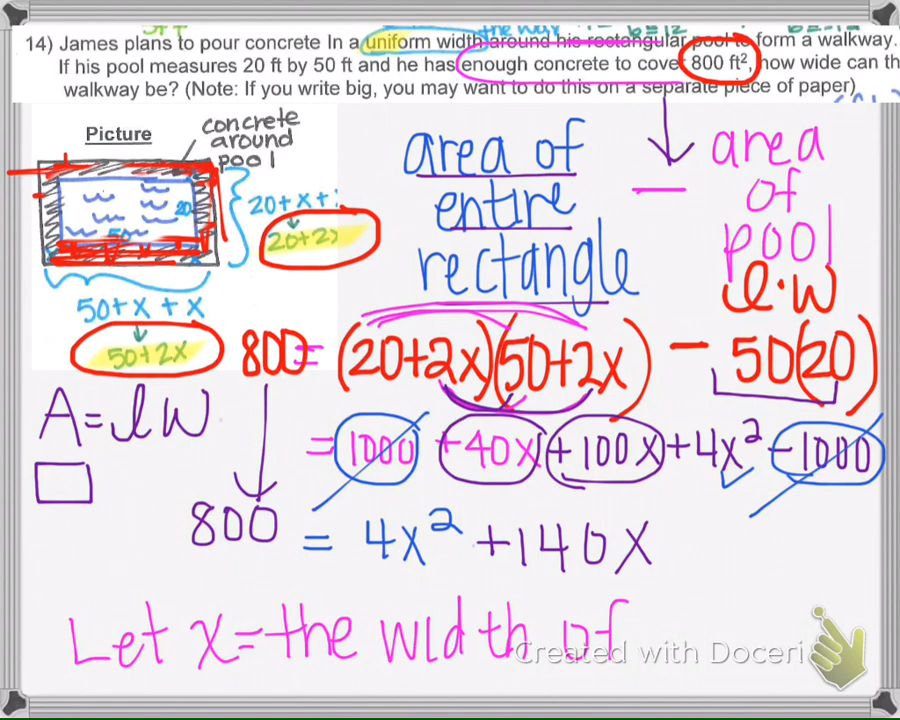 14) James plans to pour concrete In a uniform width around his rectangular pool to form a walkway.
If his pool measures 20 ft by 50 ft and he has enough concrete to cover 800 ft², how wide can th
walkway be? (Note: If you write big, you may want to do this on a separate piece of paper)
Picture
concrete
around
pool
20
50
20+x+
20+2x
50+x+x
50+2x
area of
entire
rectangle
—
area
of
pool
l·w
800=(20+2x)(50+2x) - 50(20)
A=lw
=1000+40x+100x+4x²-1000
800 = 4x²+140x
Let x=the width of
Created with Doceri